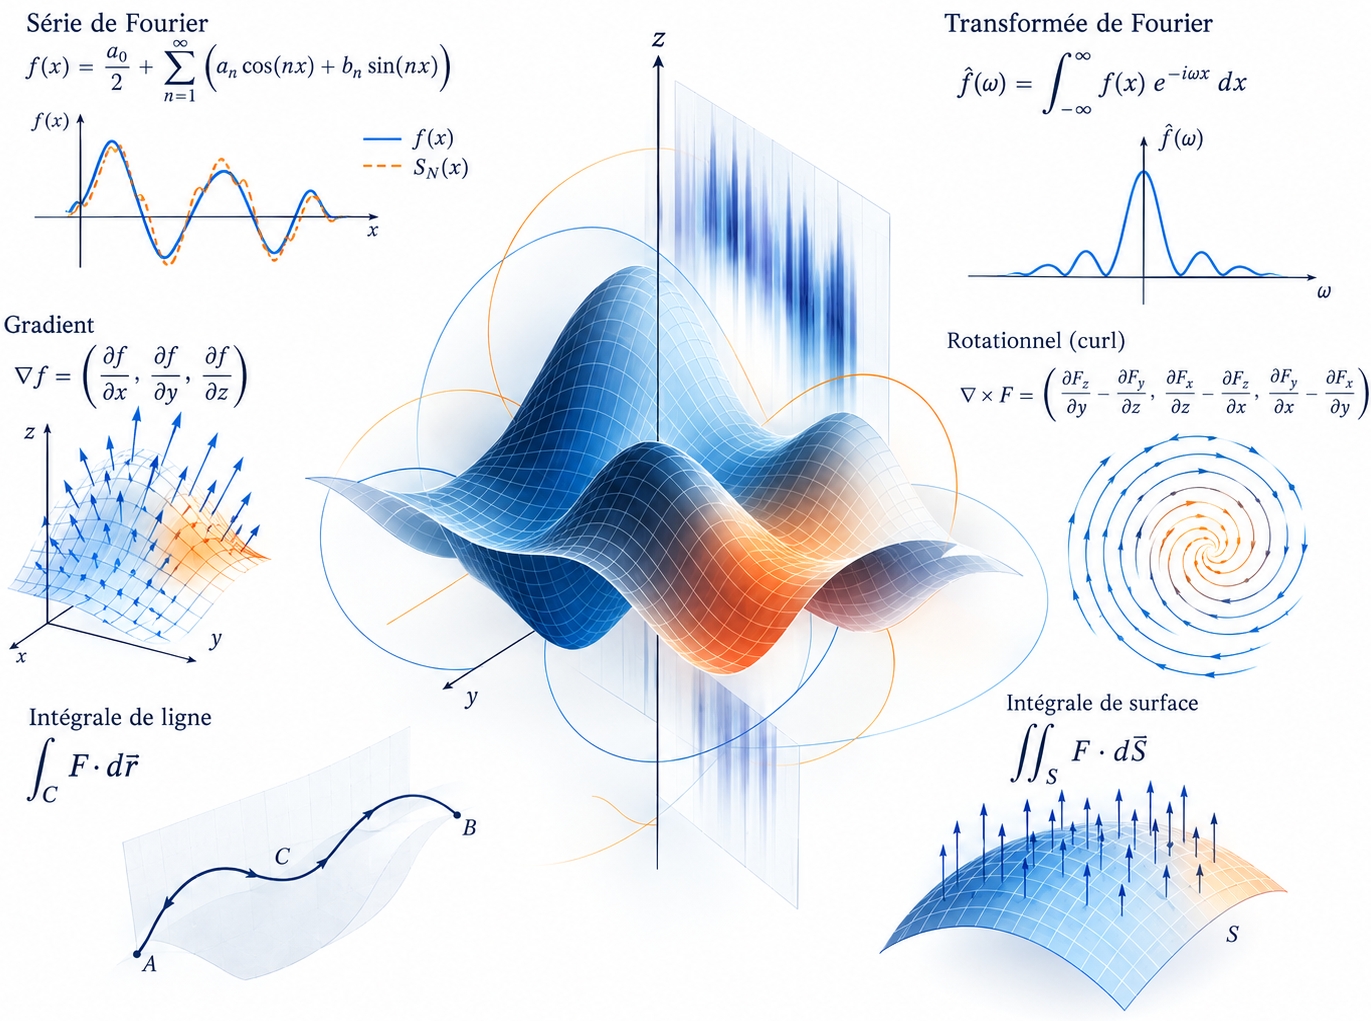 Série de Fourier
f(x) = a₀/2 + ∑_{n=1}^{∞} (aₙ cos(nx) + bₙ sin(nx))
f(x)
f(x)
S_N(x)
x
z
y
Transformée de Fourier
f̂(ω) = ∫_{-∞}^{∞} f(x) e^{-iωx} dx
f̂(ω)
ω
Gradient
∇f = (∂f/∂x, ∂f/∂y, ∂f/∂z)
z
x
y
Rotationnel (curl)
∇ × F = (∂F_z/∂y − ∂F_y/∂z, ∂F_x/∂z − ∂F_z/∂x, ∂F_y/∂x − ∂F_x/∂y)
Intégrale de ligne
∫_C F · dr⃗
A
C
B
Intégrale de surface
∬_S F · dS⃗
S